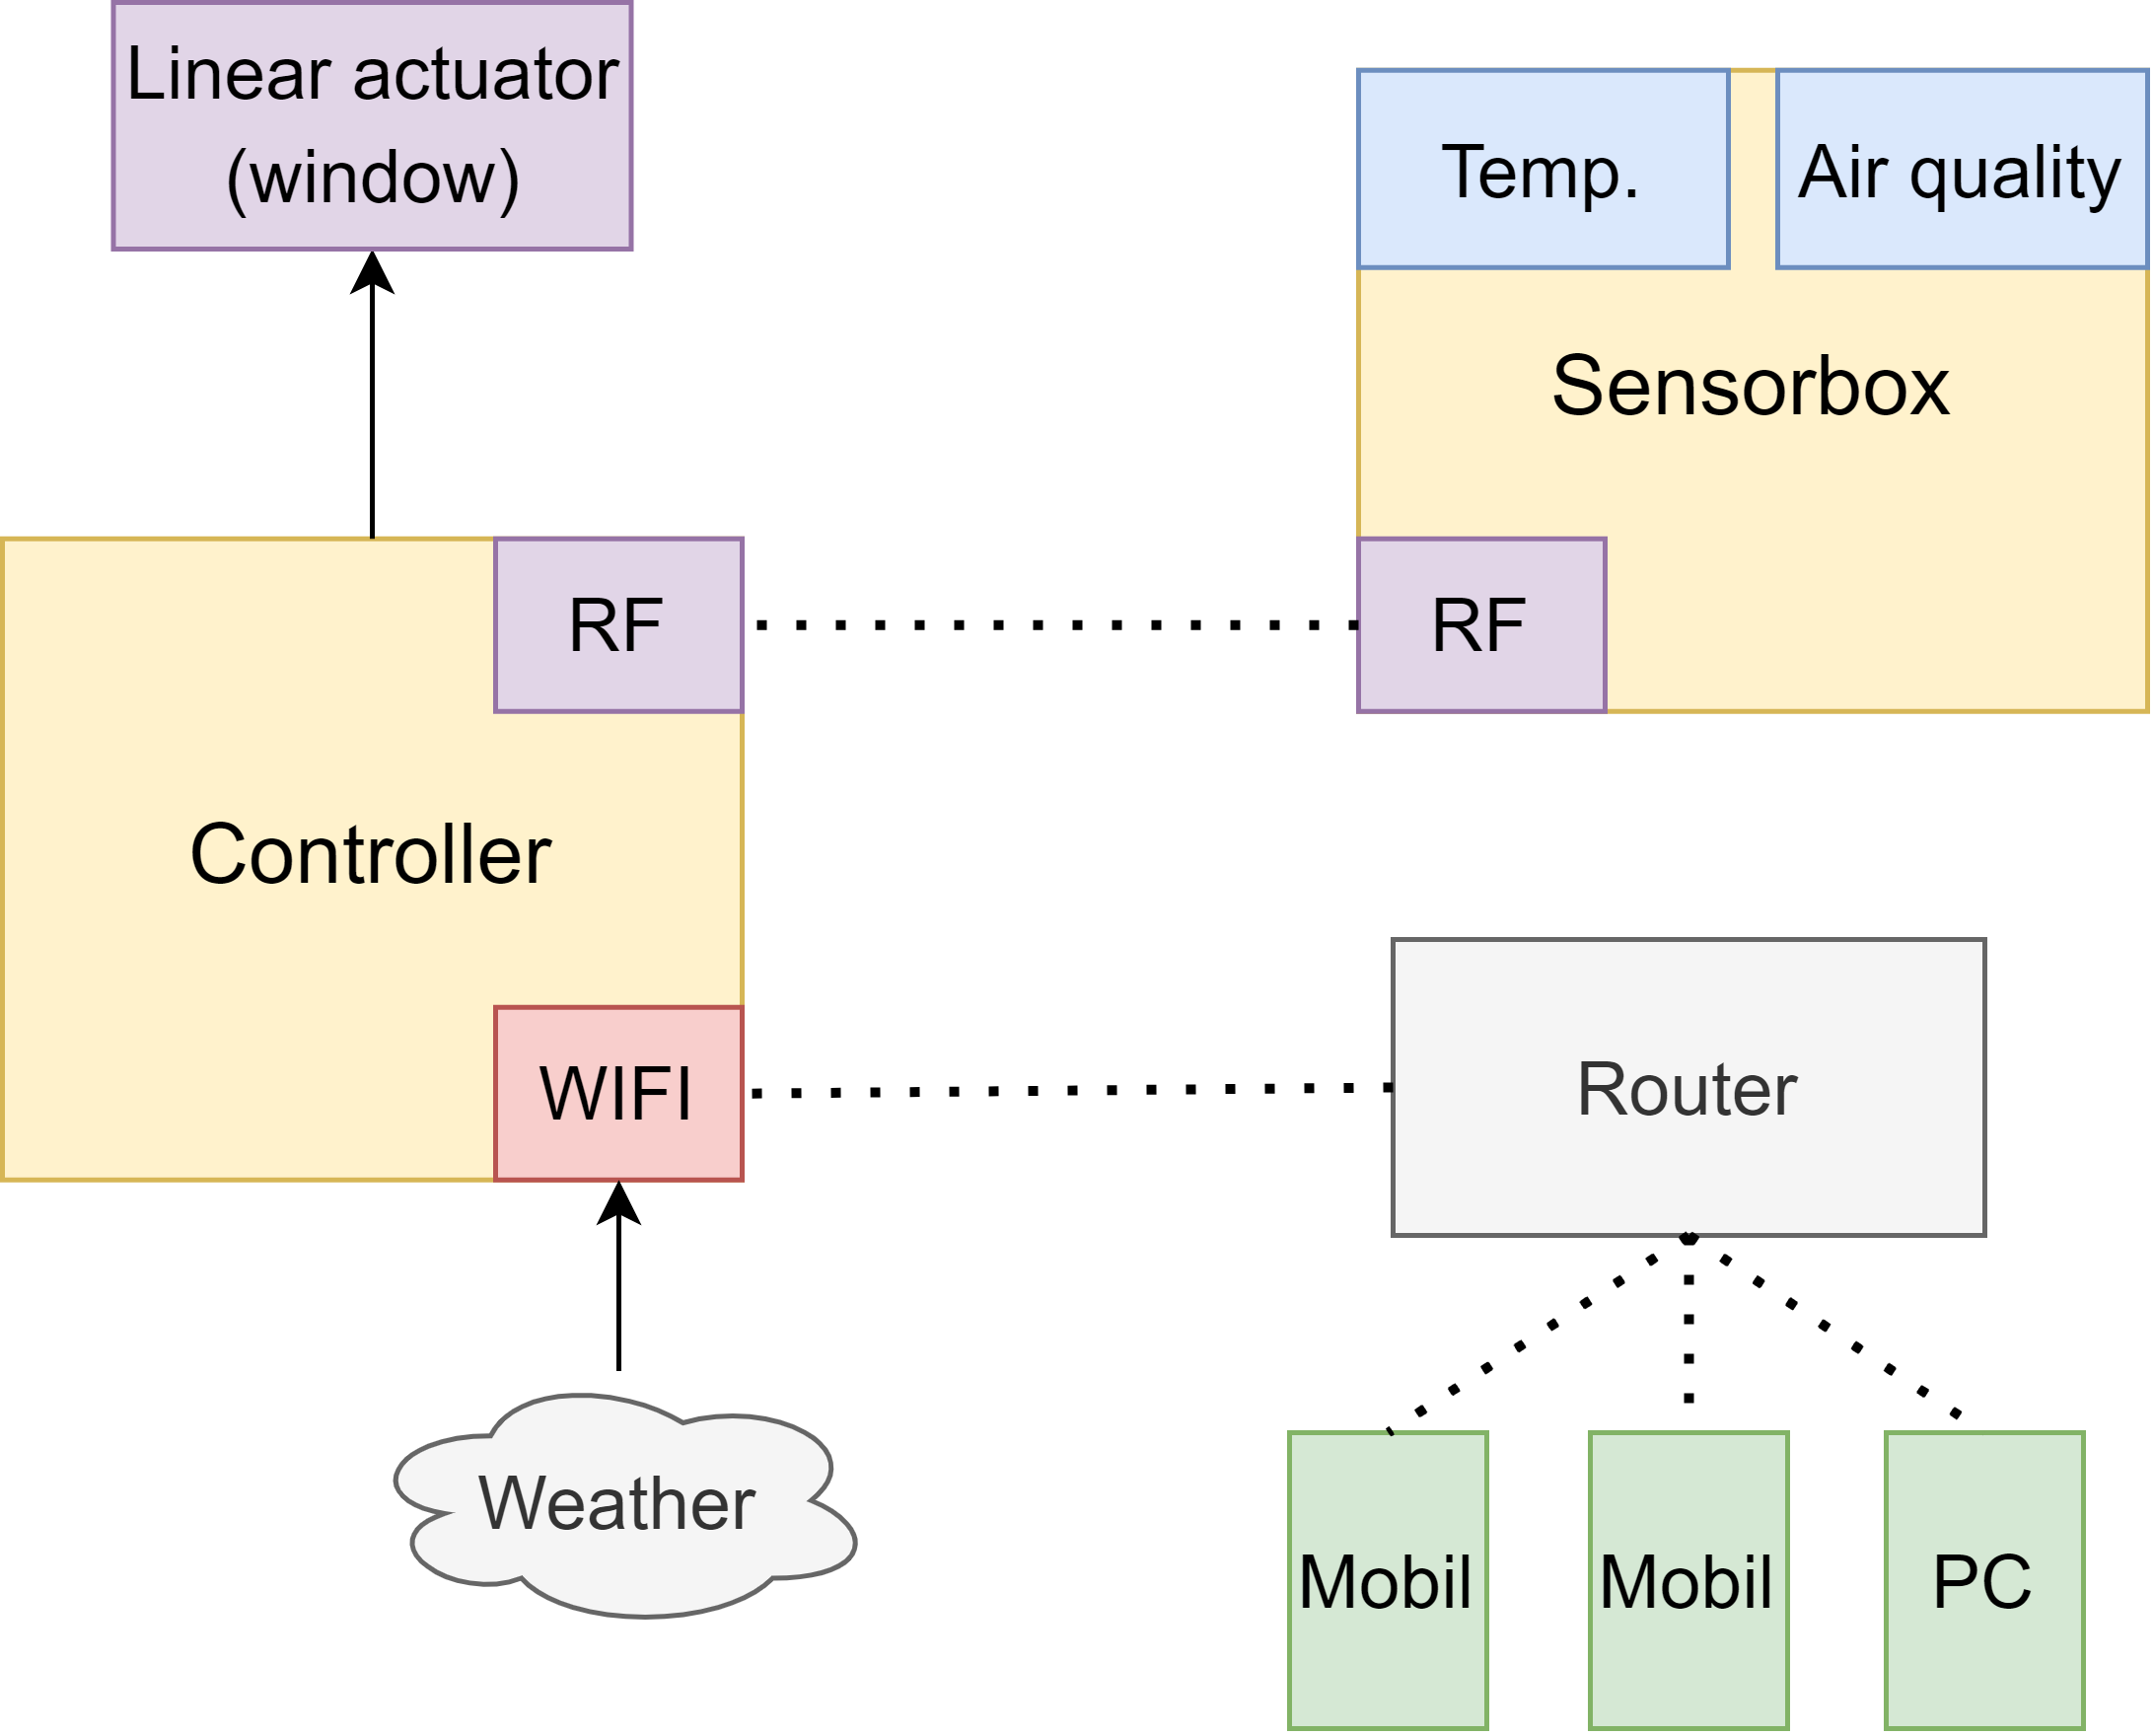 Linear actuator
(window)
Temp.
Air quality
Sensorbox
RF
RF
Controller
WIFI
Router
Weather
Mobil
Mobil
PC